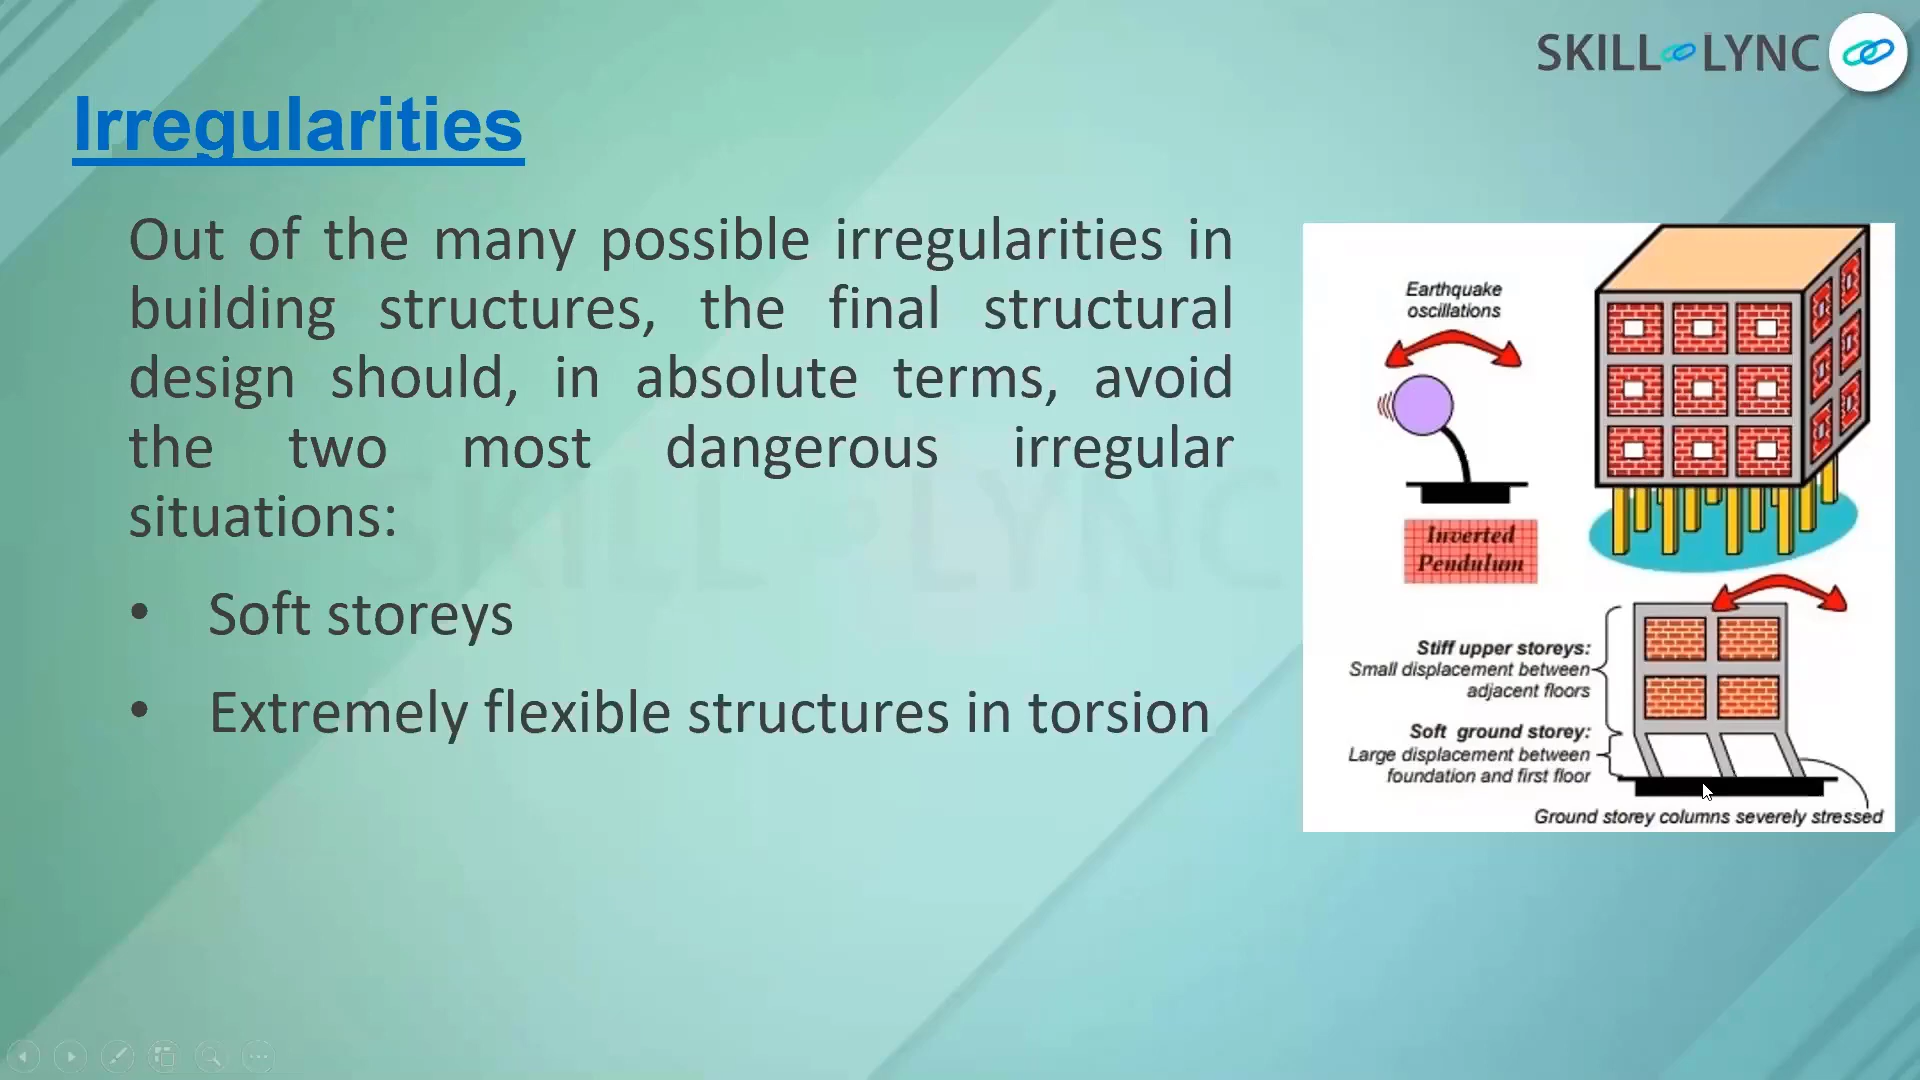 SKILL LYNC
Irregularities
Out of the many possible irregularities in
building structures, the final structural
design should, in absolute terms, avoid
the two most dangerous irregular
situations:
• Soft storeys
• Extremely flexible structures in torsion
Earthquake
oscillations
Inverted
Pendulum
Stiff upper storeys:
Small displacement between
adjacent floors
Soft ground storey:
Large displacement between
foundation and first floor
Ground storey columns severely stressed
SKILL LYNC